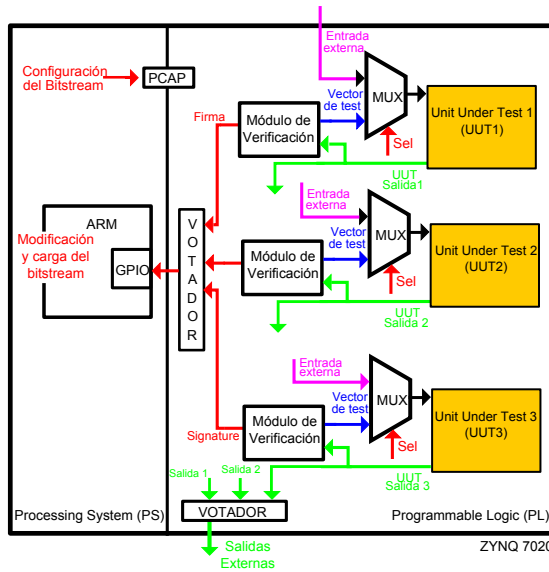 Entrada
externa
Configuración
del Bitstream
PCAP
MUX
Vector
de test
Unit Under Test 1
(UUT1)
Firma
Módulo de
Verificación
Sel
UUT
Salida1
Entrada
externa
ARM
Modificación
y carga del
bitstream
GPIO
VOTADOR
Módulo de
Verificación
Vector
de test
MUX
Unit Under Test 2
(UUT2)
Sel
UUT
Salida 2
Entrada
externa
MUX
Unit Under Test 3
(UUT3)
Vector
de test
Módulo de
Verificación
Signature
Sel
UUT
Salida 3
Salida 1
Salida 2
VOTADOR
Processing System (PS)
Programmable Logic (PL)
Salidas
Externas
ZYNQ 7020